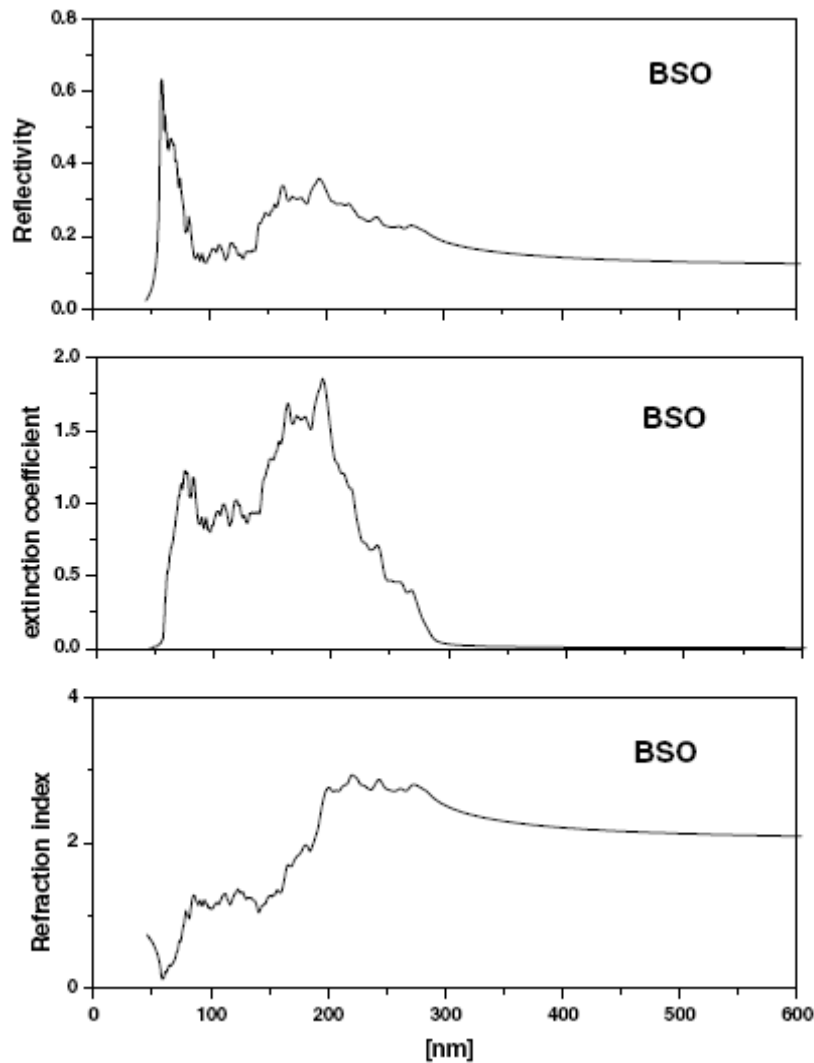 0.8
0.6
0.4
0.2
0.0
Reflectivity
BSO
2.0
1.5
1.0
0.5
0.0
extinction coefficient
BSO
4
2
0
Refraction index
BSO
0 100 200 300 400 500 600
[nm]